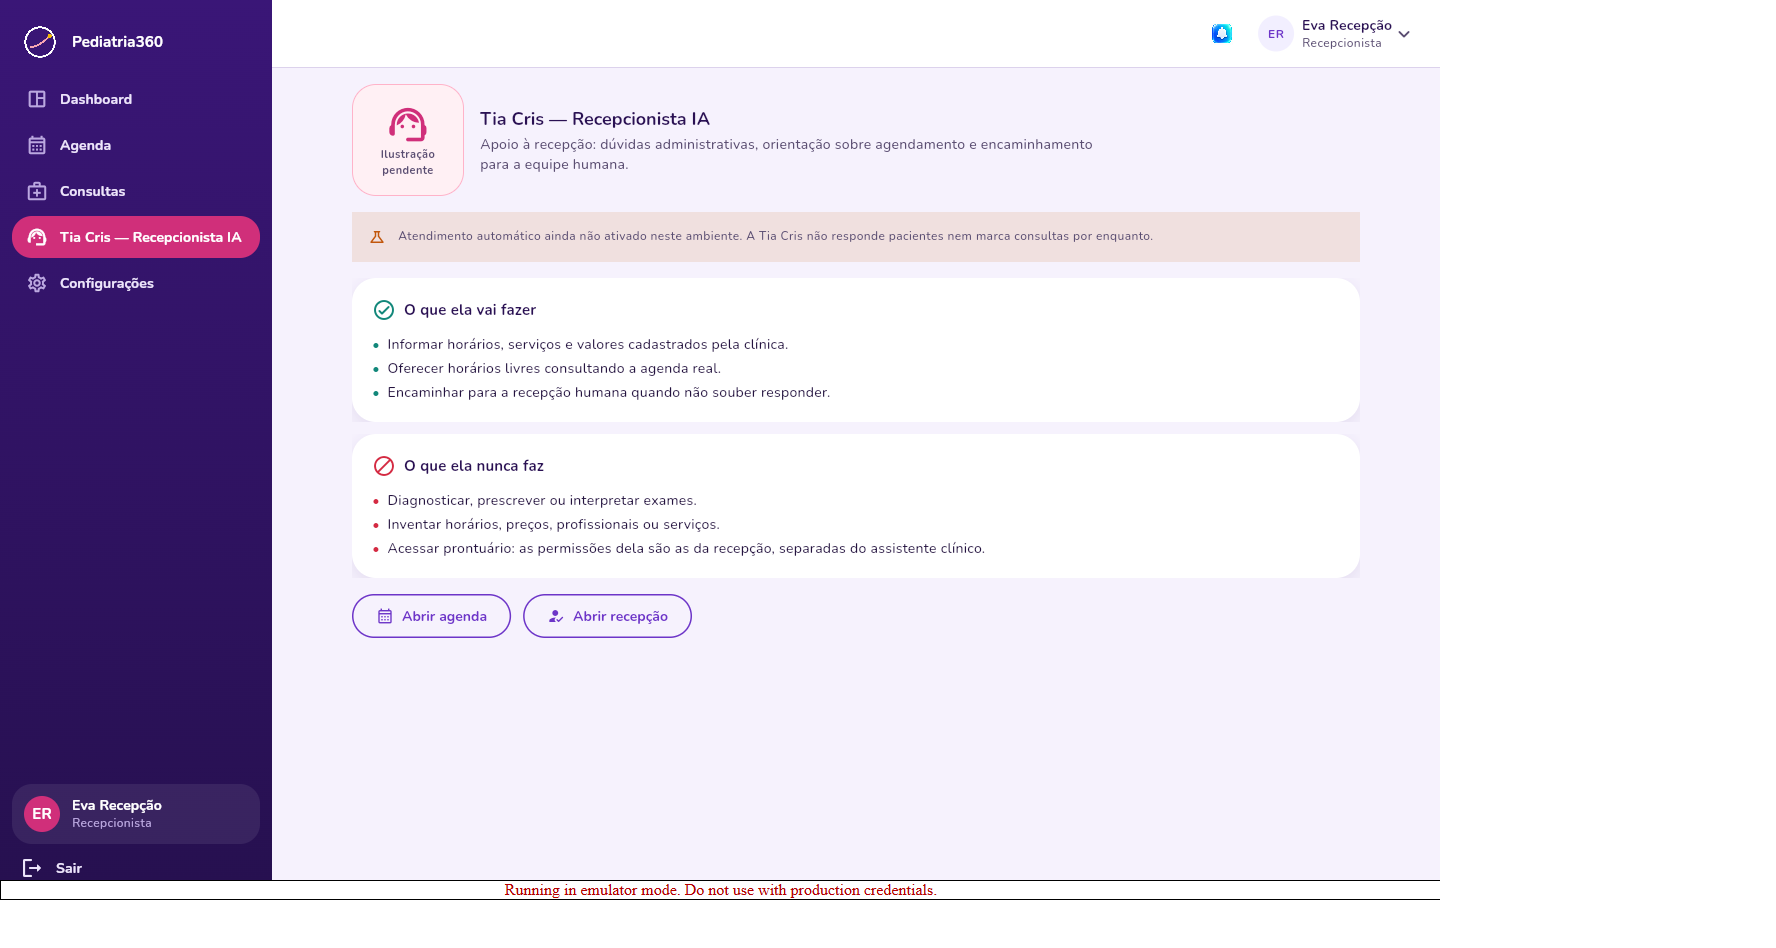 Pediatria360
Dashboard
Agenda
Consultas
Tia Cris — Recepcionista IA
Configurações
Eva Recepção
Recepcionista
ER
Sair
ER
Eva Recepção
Recepcionista
Ilustração
pendente
Tia Cris — Recepcionista IA
Apoio à recepção: dúvidas administrativas, orientação sobre agendamento e encaminhamento
para a equipe humana.
Atendimento automático ainda não ativado neste ambiente. A Tia Cris não responde pacientes nem marca consultas por enquanto.
O que ela vai fazer
• Informar horários, serviços e valores cadastrados pela clínica.
• Oferecer horários livres consultando a agenda real.
• Encaminhar para a recepção humana quando não souber responder.
O que ela nunca faz
• Diagnosticar, prescrever ou interpretar exames.
• Inventar horários, preços, profissionais ou serviços.
• Acessar prontuário: as permissões dela são as da recepção, separadas do assistente clínico.
Abrir agenda
Abrir recepção
Running in emulator mode. Do not use with production credentials.